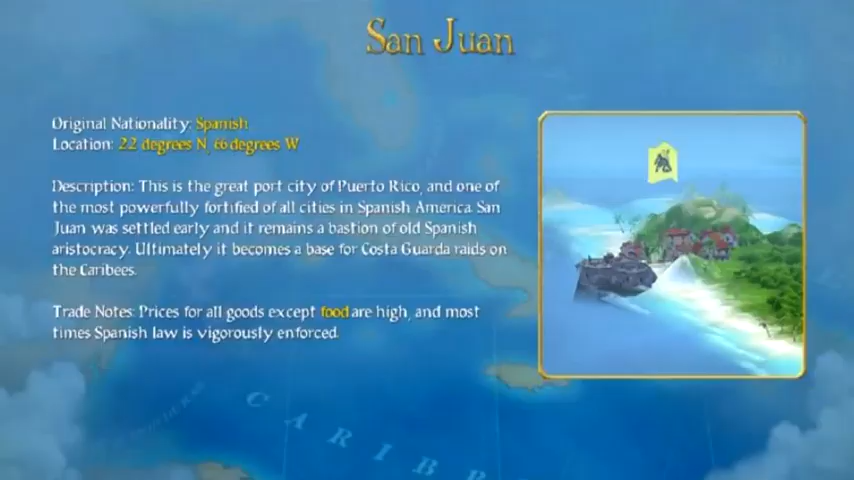 San Juan
Original Nationality: Spanish
Location: 22 degrees N, 66 degrees W
Description: This is the great port city of Puerto Rico, and one of
the most powerfully fortified of all cities in Spanish America. San
Juan was settled early and it remains a bastion of old Spanish
aristocracy. Ultimately it becomes a base for Costa Guarda raids on
the Caribees.
Trade Notes: Prices for all goods except food are high, and most
times Spanish law is vigorously enforced.
C A R I B B